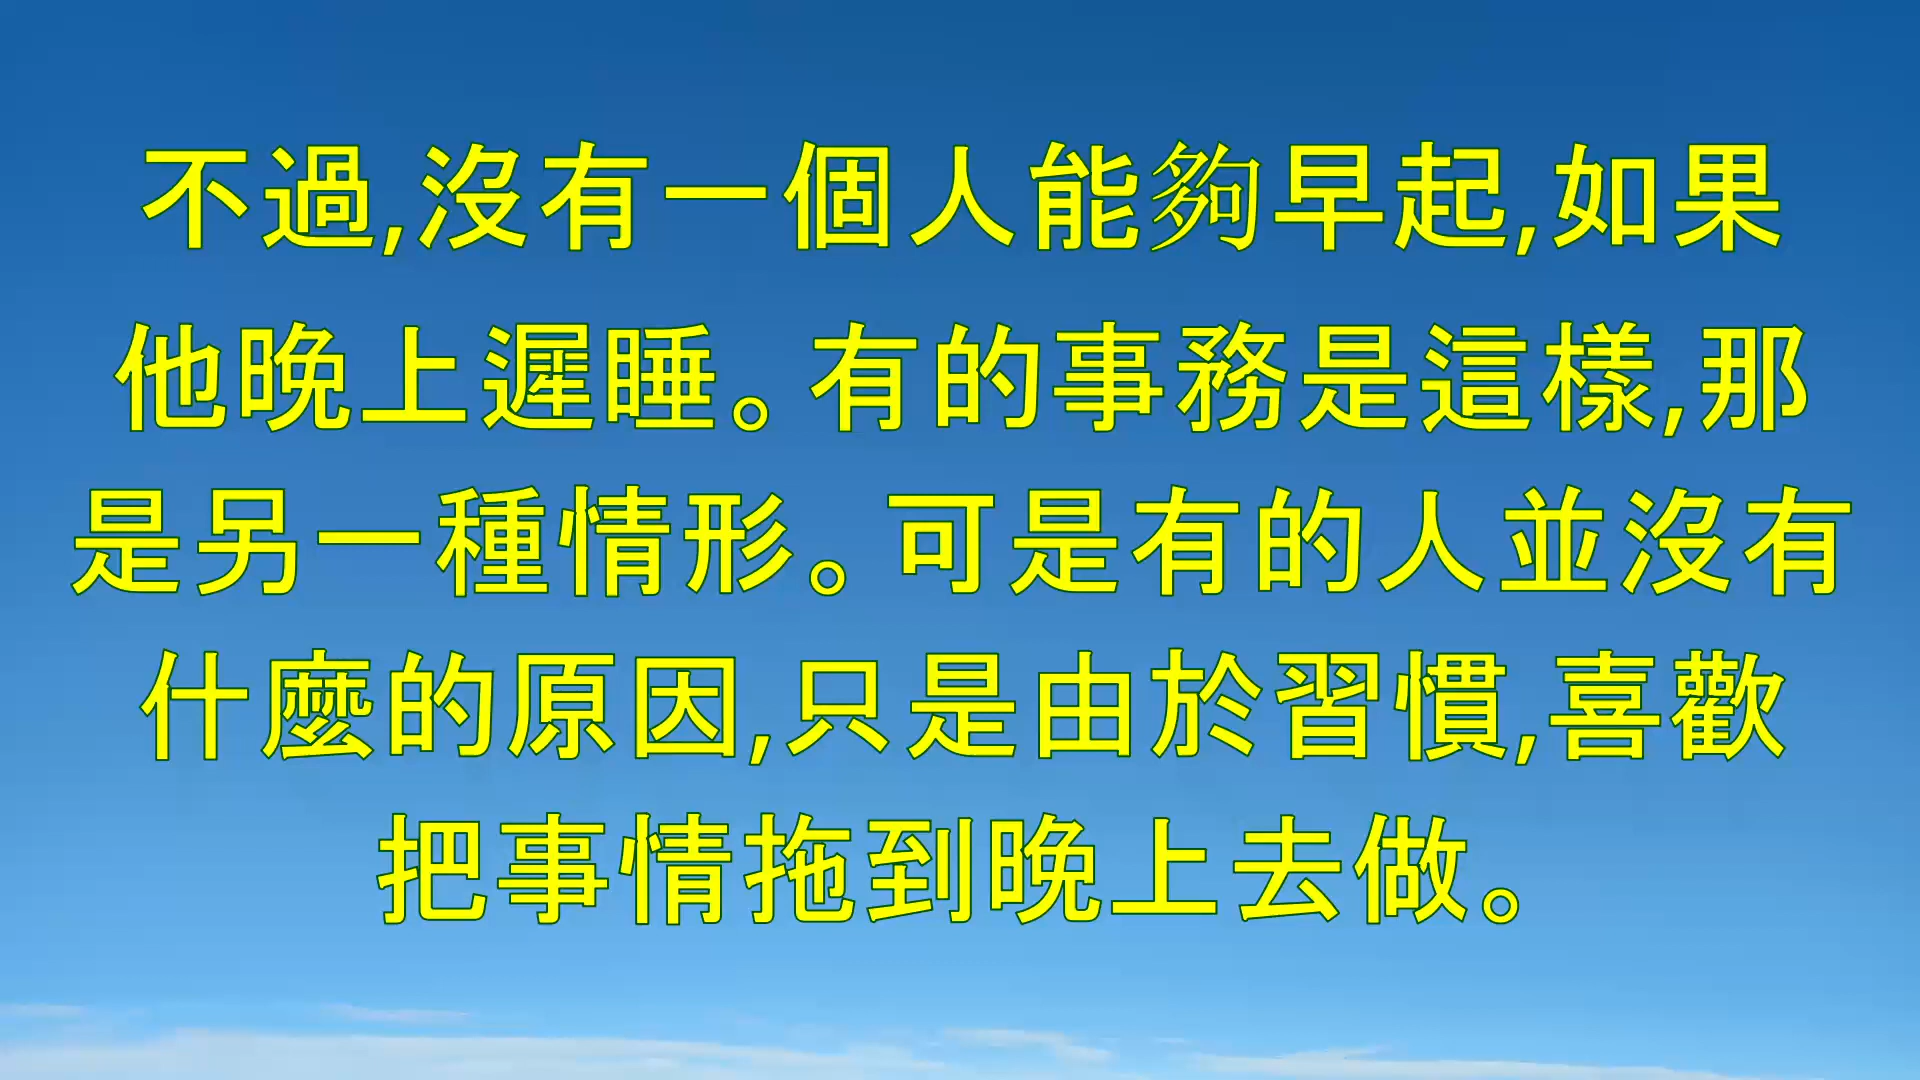 不過,沒有一個人能夠早起,如果
他晚上遲睡。有的事務是這樣,那
是另一種情形。可是有的人並沒有
什麼的原因,只是由於習慣,喜歡
把事情拖到晚上去做。